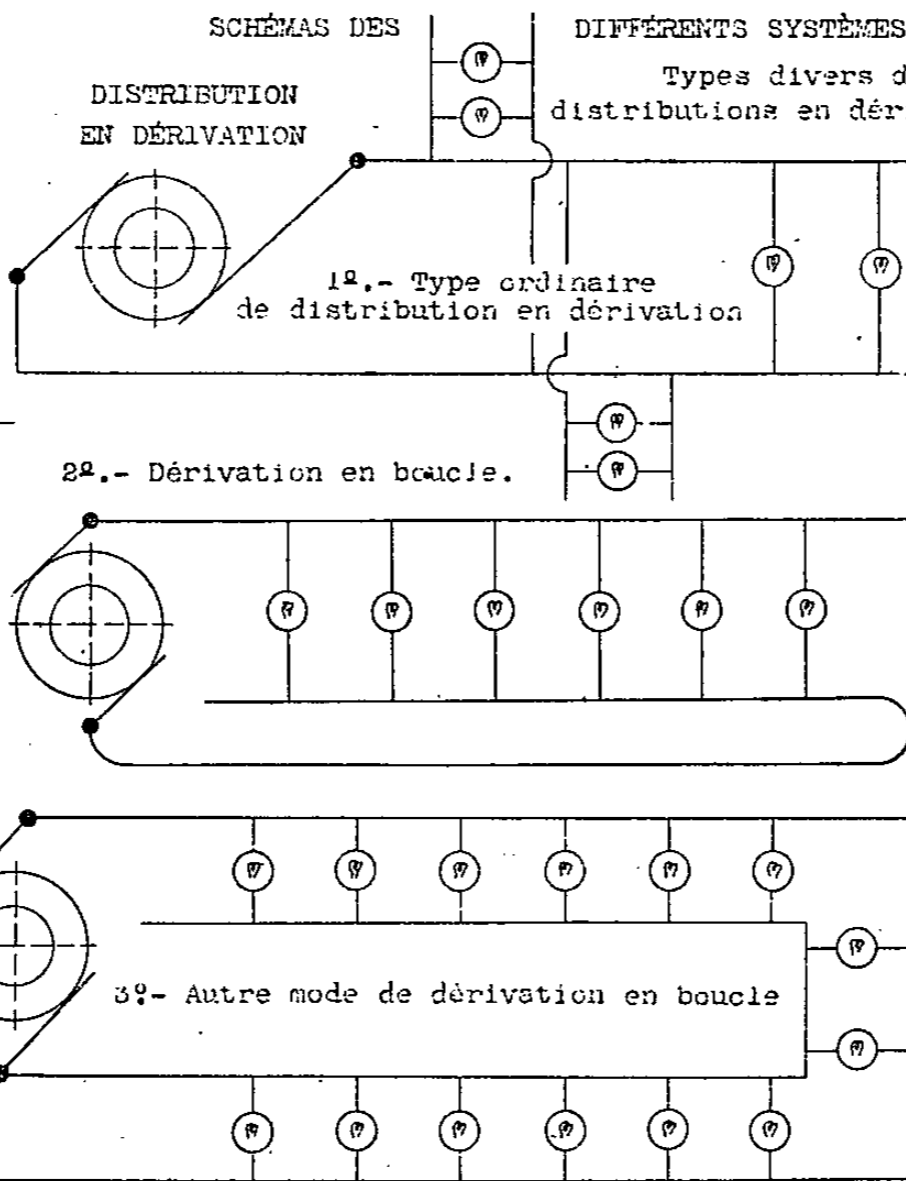 SCHÉMAS DES DIFFÉRENTS SYSTÈMES
DISTRIBUTION
EN DÉRIVATION
Types divers d
distributions en dér
1º.- Type ordinaire
de distribution en dérivation
2º.- Dérivation en boucle.
3º- Autre mode de dérivation en boucle